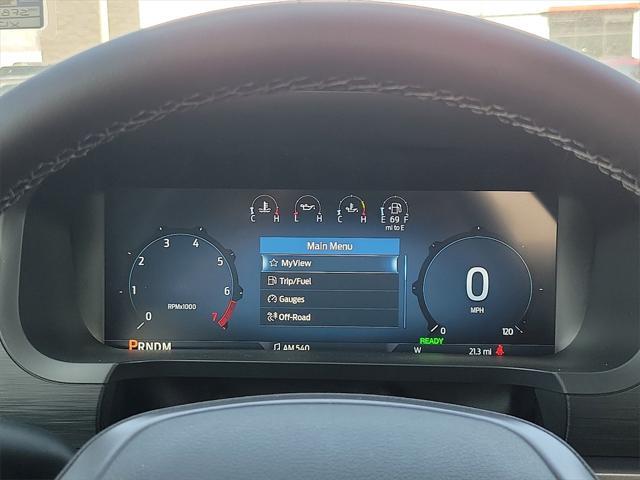 C H L H C H E 69 F
mi to E
Main Menu
MyView
Trip/Fuel
Gauges
Off-Road
0 1 2 3 4 5 6 7
RPMx1000
0
MPH
0 120
PRNDM
AM 540
READY
W 21.3 mi